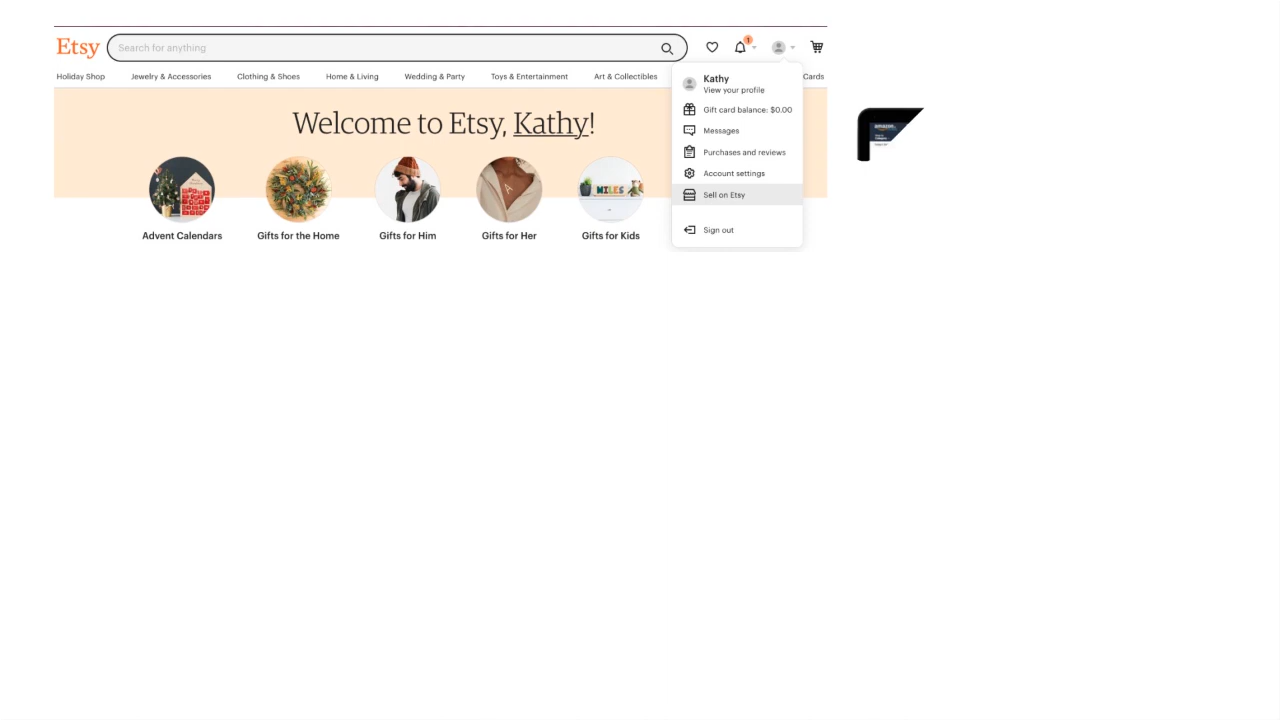 Etsy
Search for anything
1
Holiday Shop Jewelry & Accessories Clothing & Shoes Home & Living Wedding & Party Toys & Entertainment Art & Collectibles Cards
Welcome to Etsy, Kathy!
Advent Calendars Gifts for the Home Gifts for Him Gifts for Her Gifts for Kids
A
MILES
Kathy
View your profile
Gift card balance: $0.00
Messages
Purchases and reviews
Account settings
Sell on Etsy
Sign out
amazon